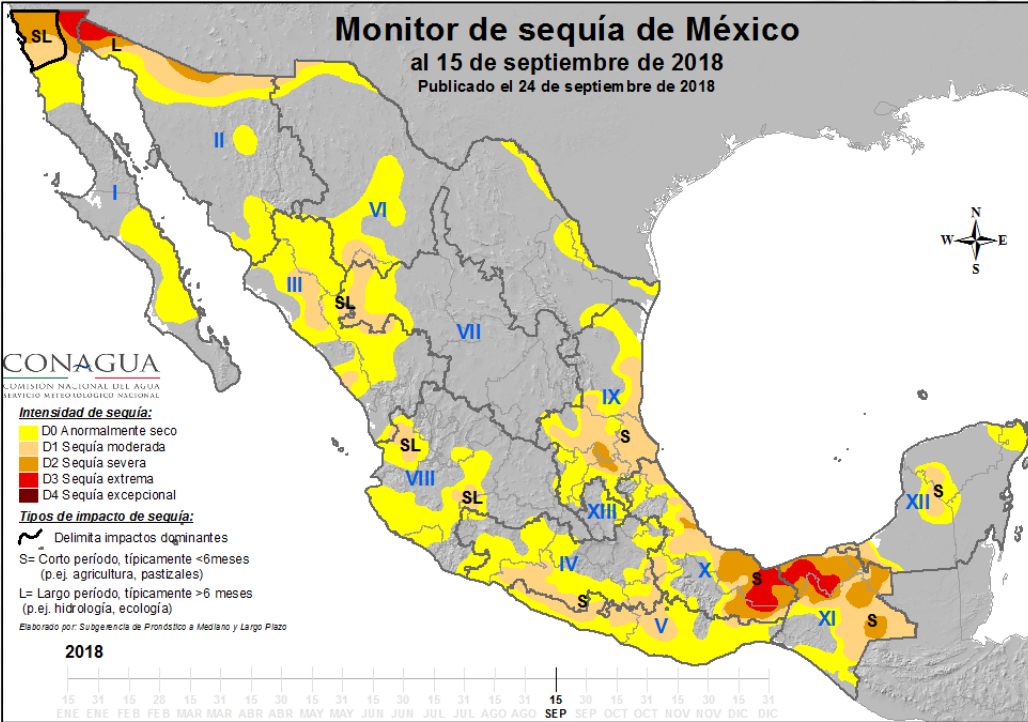 Monitor de sequía de México
al 15 de septiembre de 2018
Publicado el 24 de septiembre de 2018
SL
L
II
I
VI
N
W E
S
III
SL
VII
CONAGUA
COMISIÓN NACIONAL DEL AGUA
SERVICIO METEOROLÓGICO NACIONAL
IX
S
Intensidad de sequía:
D0 Anormalmente seco
D1 Sequía moderada
D2 Sequía severa
D3 Sequía extrema
D4 Sequía excepcional
SL
VIII
SL
XIII
XII
S
Tipos de impacto de sequía:
Delimita impactos dominantes
S= Corto período, típicamente <6meses
(p.ej. agricultura, pastizales)
L= Largo período, típicamente >6 meses
(p.ej. hidrología, ecología)
Elaborado por: Subgerencia de Pronóstico a Mediano y Largo Plazo
IV
X
S
S
V
XI
S
2018
15 31 15 28 15 31 15 30 15 31 15 30 15 31 15 31 15 30 15 31 15 30 15 31
ENE ENE FEB FEB MAR MAR ABR ABR MAY MAY JUN JUN JUL JUL AGO AGO SEP SEP OCT OCT NOV NOV DIC DIC